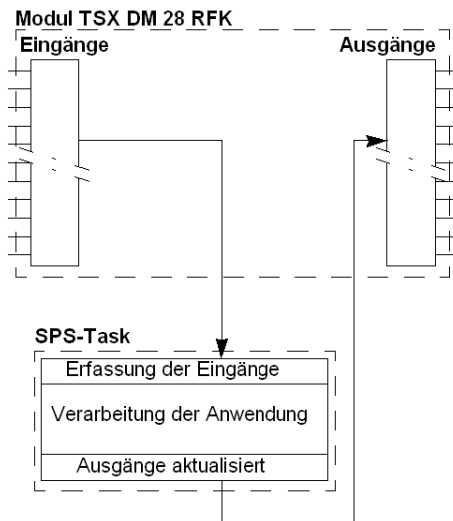 Modul TSX DM 28 RFK
Eingänge
Ausgänge
SPS-Task
Erfassung der Eingänge
Verarbeitung der Anwendung
Ausgänge aktualisiert